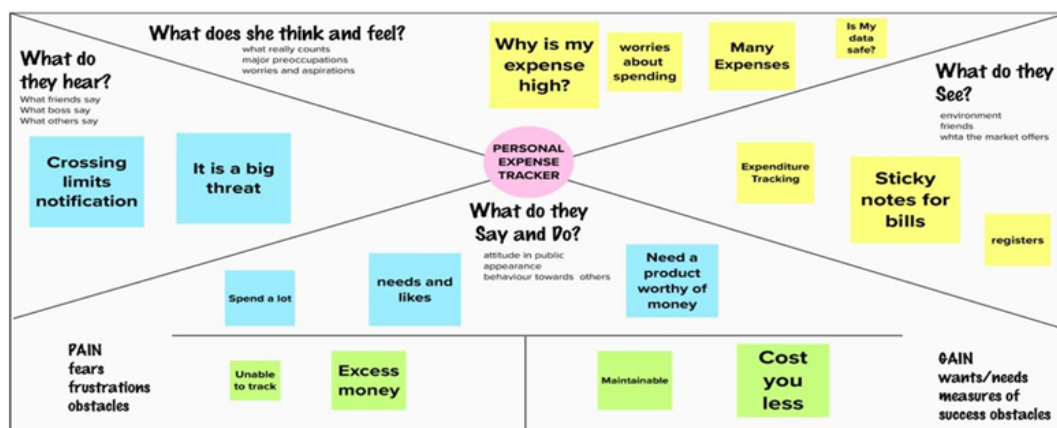 What does she think and feel?
what really counts
major preoccupations
worries and aspirations
Why is my
expense
high?
worries
about
spending
Many
Expenses
Is My
data
safe?
What do
they hear?
What friends say
What boss say
What others say
Crossing
limits
notification
It is a big
threat
PERSONAL
EXPENSE
TRACKER
What do they
See?
environment
friends
whta the market offers
Expenditure
Tracking
Sticky
notes for
bills
registers
What do they
Say and Do?
attitude in public
appearance
behaviour towards others
Spend a lot
needs and
likes
Need a
product
worthy of
money
PAIN
fears
frustrations
obstacles
Unable
to track
Excess
money
Maintainable
Cost
you
less
GAIN
wants/needs
measures of
success obstacles